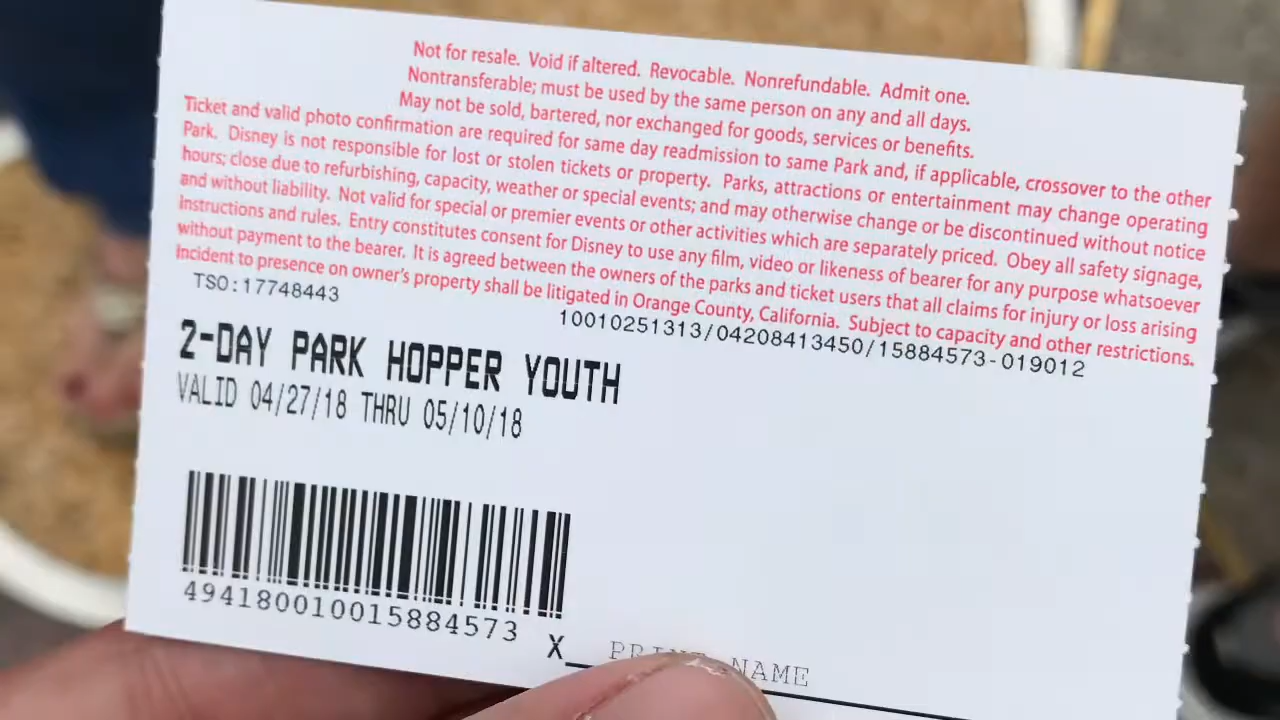 Not for resale. Void if altered. Revocable. Nonrefundable. Admit one.
Nontransferable; must be used by the same person on any and all days.
May not be sold, bartered, nor exchanged for goods, services or benefits.
Ticket and valid photo confirmation are required for same day readmission to same Park and, if applicable, crossover to the other
Park. Disney is not responsible for lost or stolen tickets or property. Parks, attractions or entertainment may change operating
hours; close due to refurbishing, capacity, weather or special events; and may otherwise change or be discontinued without notice
and without liability. Not valid for special or premier events or other activities which are separately priced. Obey all safety signage,
instructions and rules. Entry constitutes consent for Disney to use any film, video or likeness of bearer for any purpose whatsoever
without payment to the bearer. It is agreed between the owners of the parks and ticket users that all claims for injury or loss arising
incident to presence on owner's property shall be litigated in Orange County, California. Subject to capacity and other restrictions.
TSO:17748443
10010251313/04208413450/15884573-019012
2-DAY PARK HOPPER YOUTH
VALID 04/27/18 THRU 05/10/18
494180010015884573
X PRINT NAME